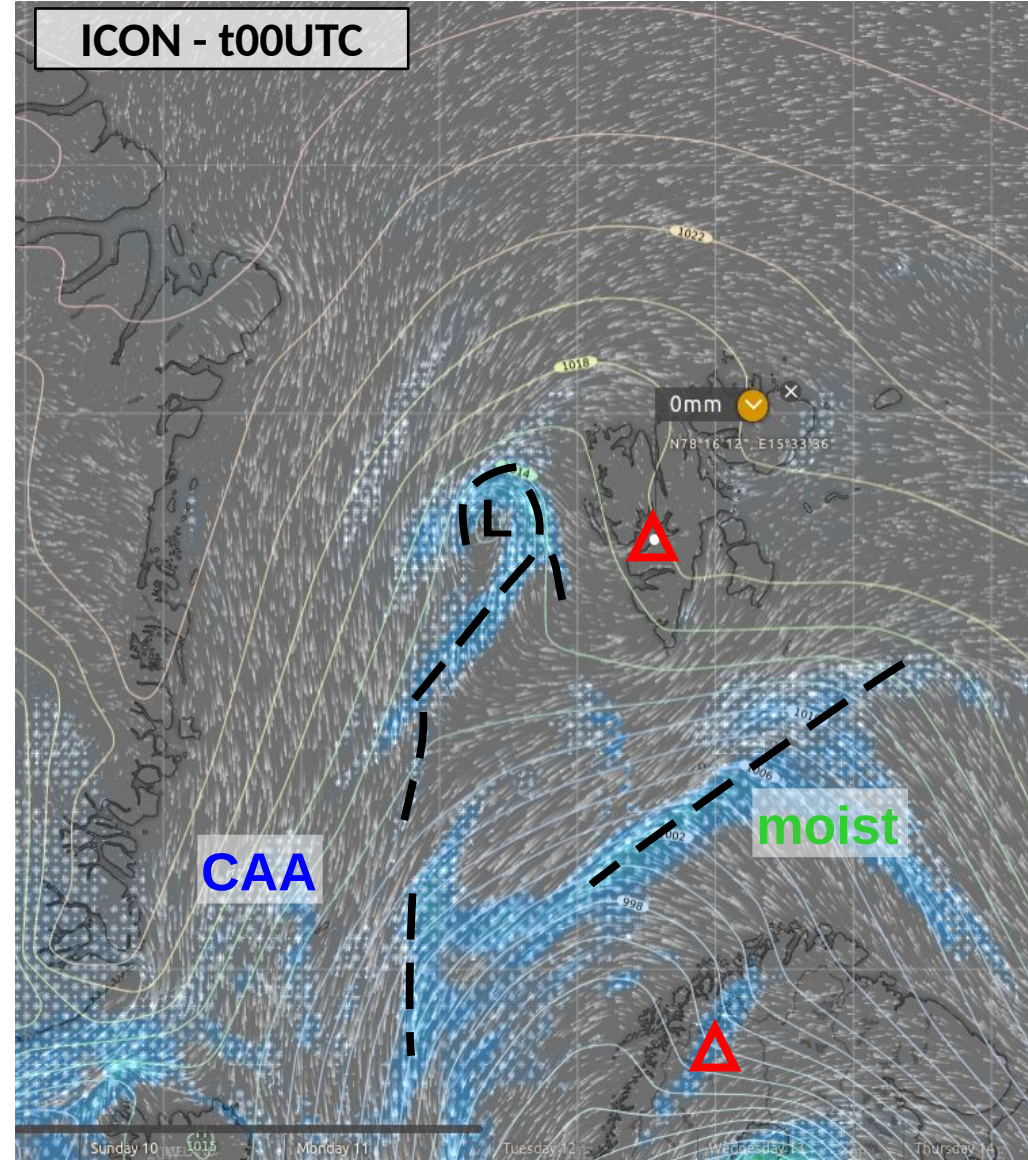 ICON - t00UTC
1022
1018
0mm
N78°16'12", E15°33'36"
L
1006
moist
1002
CAA
998
Sunday 10
1015
Monday 11
Tuesday 12
Wednesday 13
Thursday 14